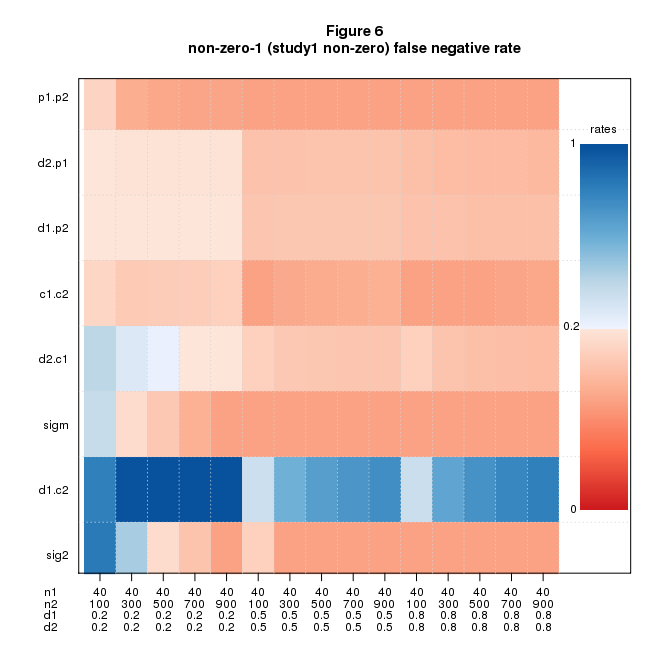 Figure 6
non-zero-1 (study1 non-zero) false negative rate
p1.p2
d2.p1
d1.p2
c1.c2
d2.c1
sigm
d1.c2
sig2
rates
1
0.2
0
n1 40 40 40 40 40 40 40 40 40 40 40 40 40 40 40
n2 100 300 500 700 900 100 300 500 700 900 100 300 500 700 900
d1 0.2 0.2 0.2 0.2 0.2 0.5 0.5 0.5 0.5 0.5 0.8 0.8 0.8 0.8 0.8
d2 0.2 0.2 0.2 0.2 0.2 0.5 0.5 0.5 0.5 0.5 0.8 0.8 0.8 0.8 0.8